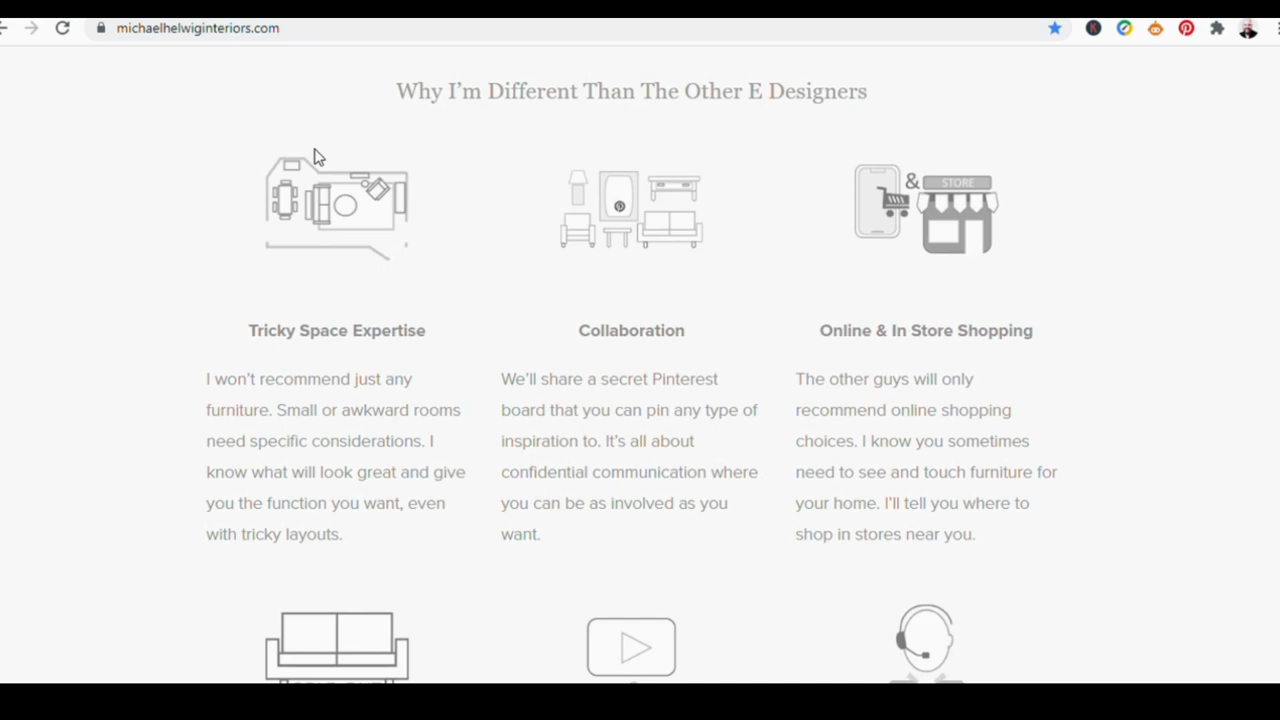 michaelhelwiginteriors.com
Why I'm Different Than The Other E Designers
&
STORE
Tricky Space Expertise
I won't recommend just any
furniture. Small or awkward rooms
need specific considerations. I
know what will look great and give
you the function you want, even
with tricky layouts.
Collaboration
We'll share a secret Pinterest
board that you can pin any type of
inspiration to. It's all about
confidential communication where
you can be as involved as you
want.
Online & In Store Shopping
The other guys will only
recommend online shopping
choices. I know you sometimes
need to see and touch furniture for
your home. I'll tell you where to
shop in stores near you.